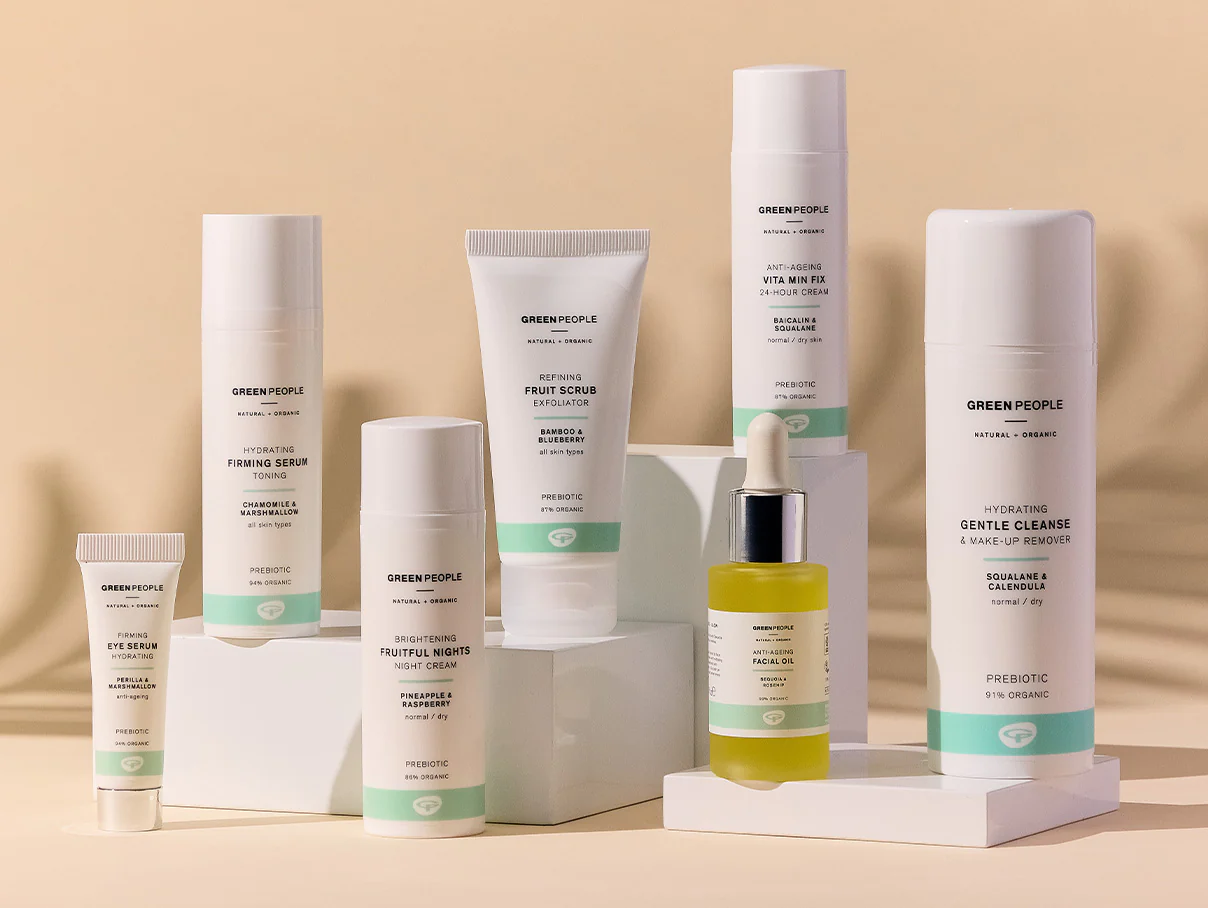 GREEN PEOPLE
NATURAL + ORGANIC
FIRMING
EYE SERUM
HYDRATING
PERILLA &
MARSHMALLOW
anti-ageing
PREBIOTIC
94% ORGANIC
GREEN PEOPLE
NATURAL + ORGANIC
HYDRATING
FIRMING SERUM
TONING
CHAMOMILE &
MARSHMALLOW
all skin types
PREBIOTIC
94% ORGANIC
GREEN PEOPLE
NATURAL + ORGANIC
BRIGHTENING
FRUITFUL NIGHTS
NIGHT CREAM
PINEAPPLE &
RASPBERRY
normal / dry
PREBIOTIC
86% ORGANIC
GREEN PEOPLE
NATURAL + ORGANIC
REFINING
FRUIT SCRUB
EXFOLIATOR
BAMBOO &
BLUEBERRY
all skin types
PREBIOTIC
87% ORGANIC
GREEN PEOPLE
NATURAL + ORGANIC
ANTI-AGEING
VITA MIN FIX
24-HOUR CREAM
BAICALIN &
SQUALANE
normal / dry skin
PREBIOTIC
87% ORGANIC
GREEN PEOPLE
NATURAL + ORGANIC
ANTI-AGEING
FACIAL OIL
SEQUOIA &
ROSEHIP
ORGANIC
GREEN PEOPLE
NATURAL + ORGANIC
HYDRATING
GENTLE CLEANSE
& MAKE-UP REMOVER
SQUALANE &
CALENDULA
normal / dry
PREBIOTIC
91% ORGANIC